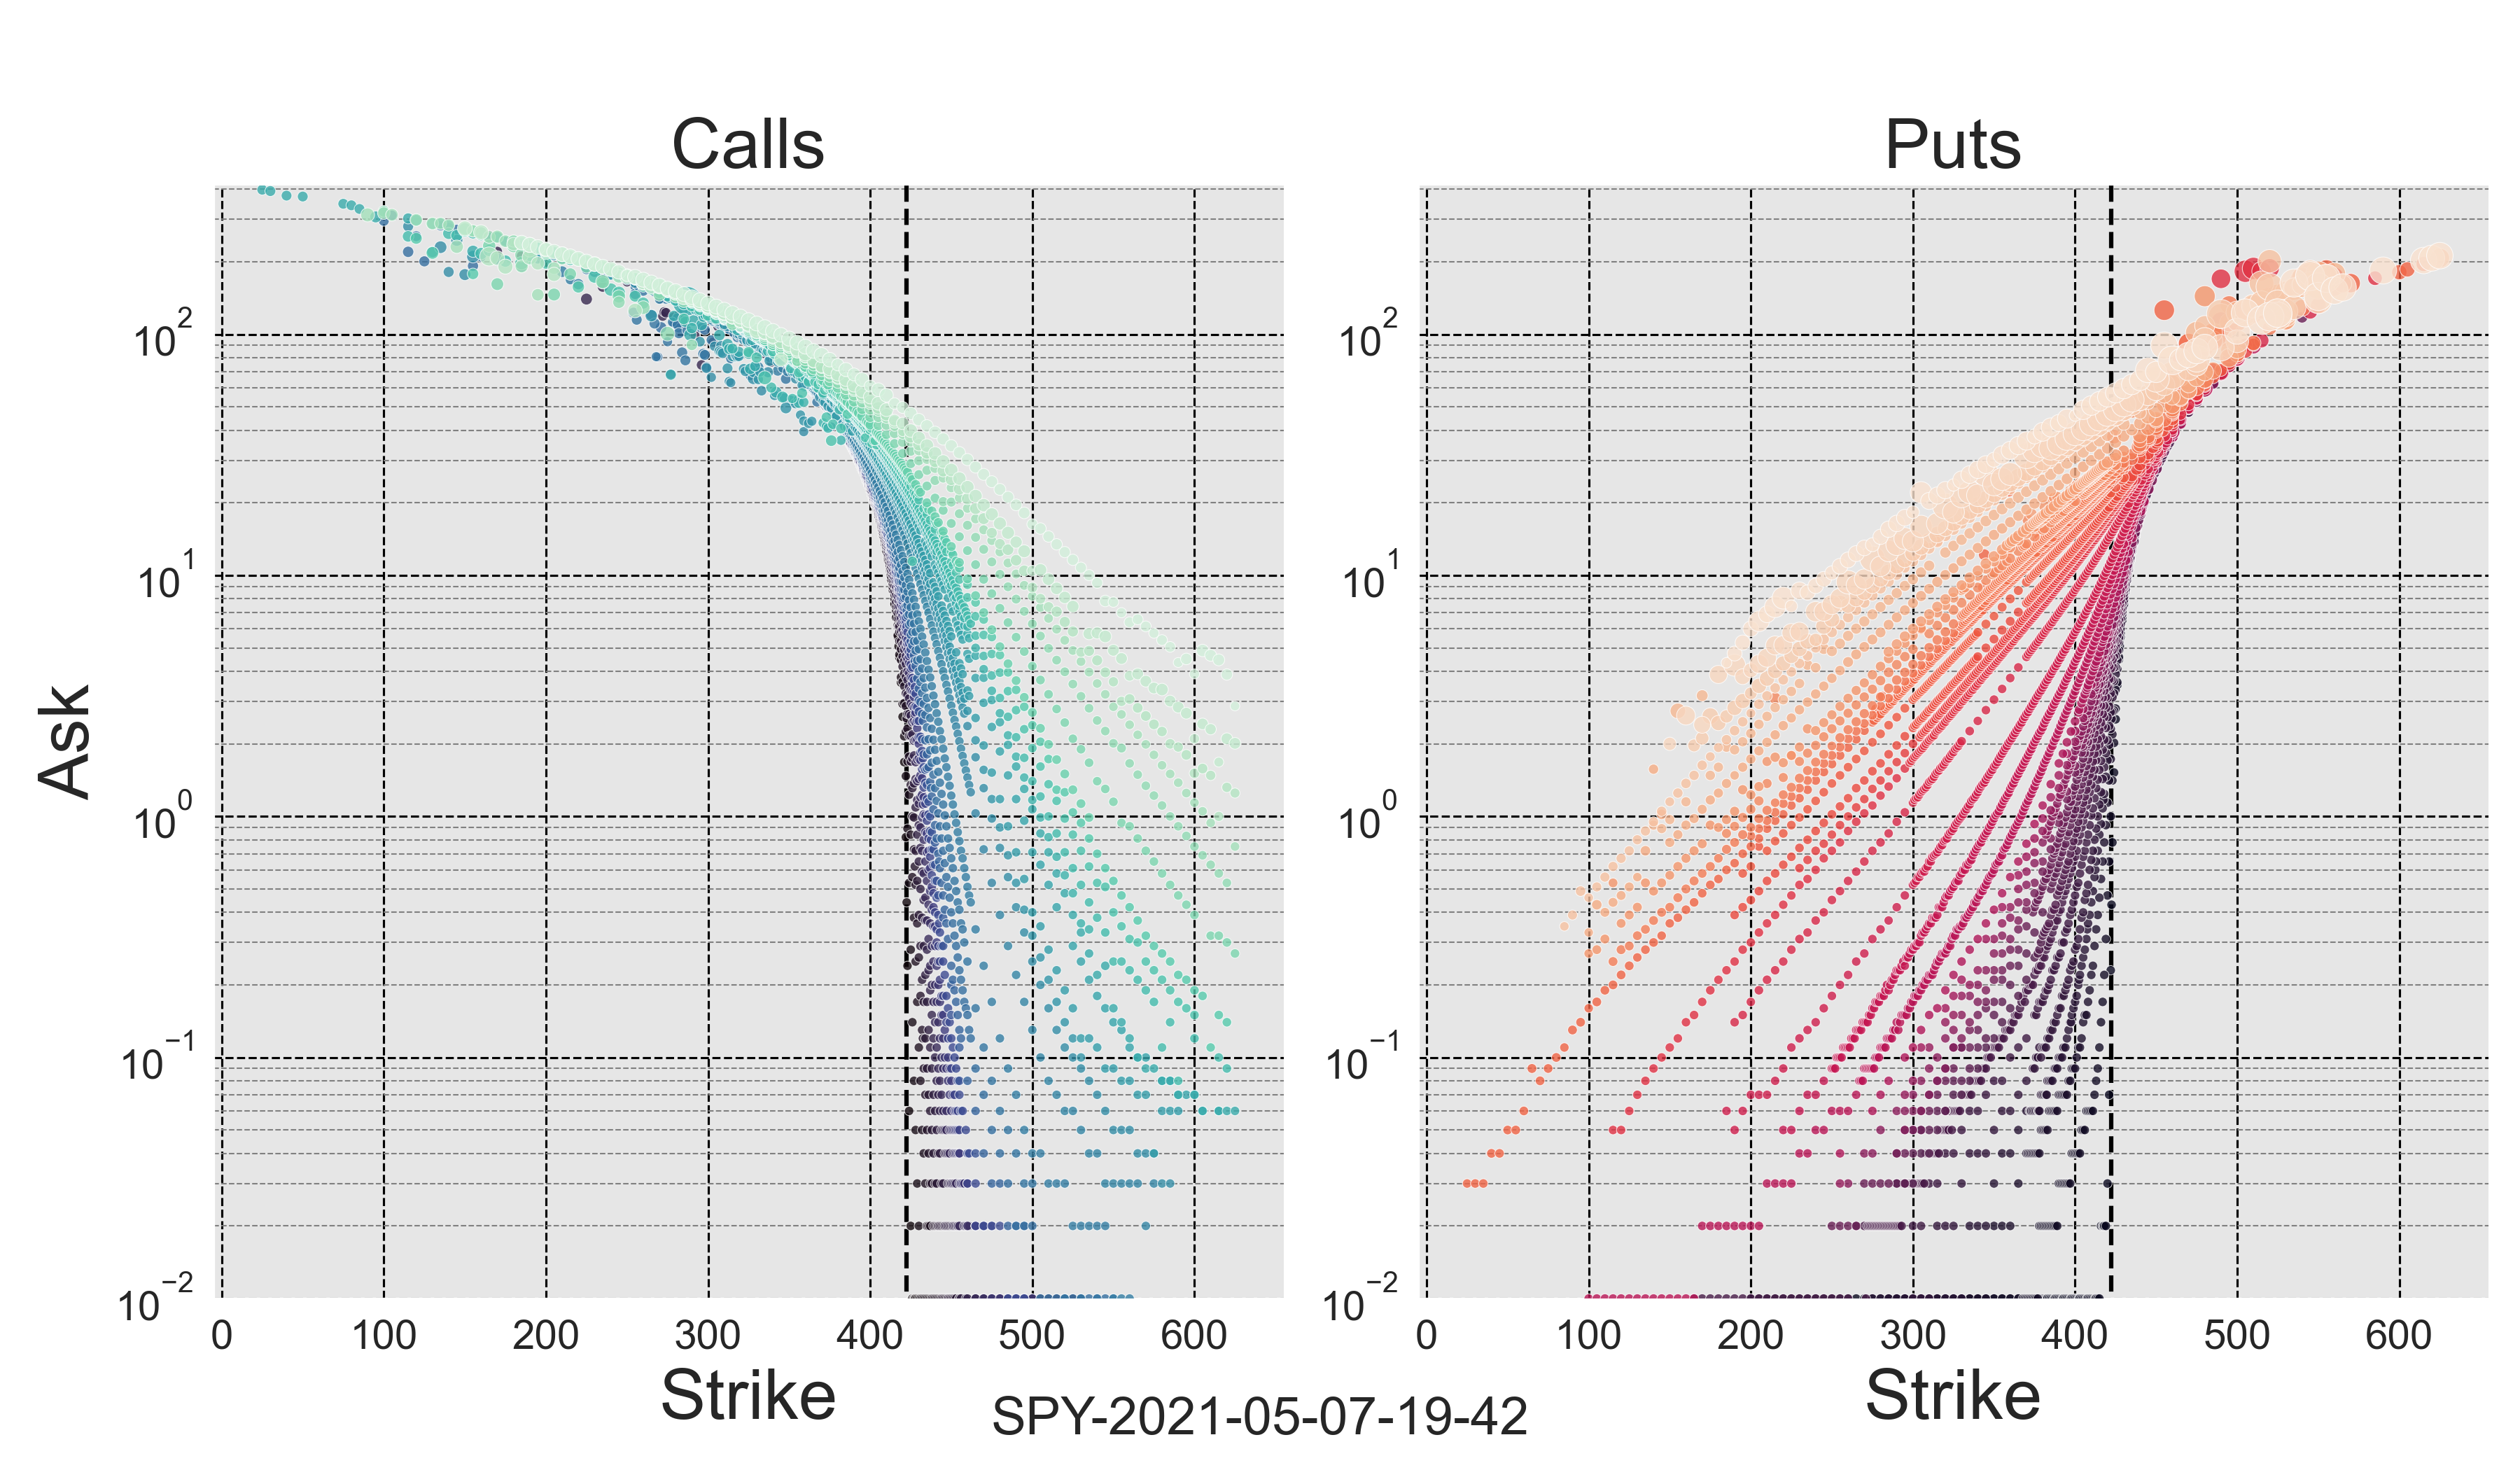 Calls Puts
Ask
10^2 10^2
10^1 10^1
10^0 10^0
10^−1 10^−1
10^−2 10^−2
0 100 200 300 400 500 600 0 100 200 300 400 500 600
Strike Strike
SPY-2021-05-07-19-42